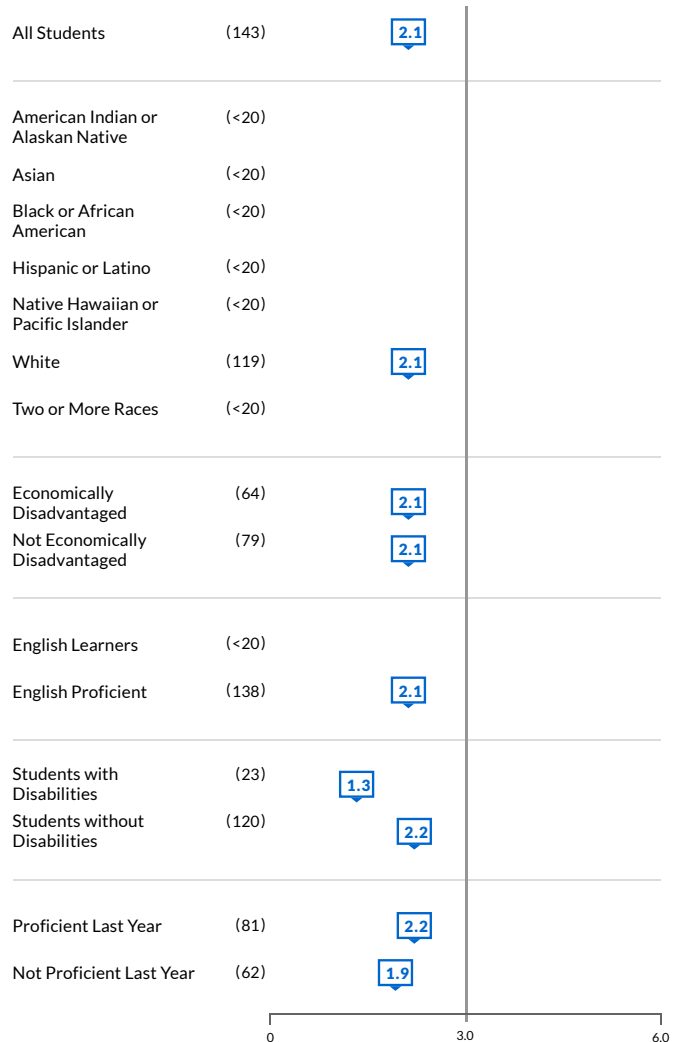 All Students (143) 2.1
American Indian or (<20)
Alaskan Native
Asian (<20)
Black or African (<20)
American
Hispanic or Latino (<20)
Native Hawaiian or (<20)
Pacific Islander
White (119) 2.1
Two or More Races (<20)
Economically (64) 2.1
Disadvantaged
Not Economically (79) 2.1
Disadvantaged
English Learners (<20)
English Proficient (138) 2.1
Students with (23) 1.3
Disabilities
Students without (120) 2.2
Disabilities
Proficient Last Year (81) 2.2
Not Proficient Last Year (62) 1.9
0 3.0 6.0